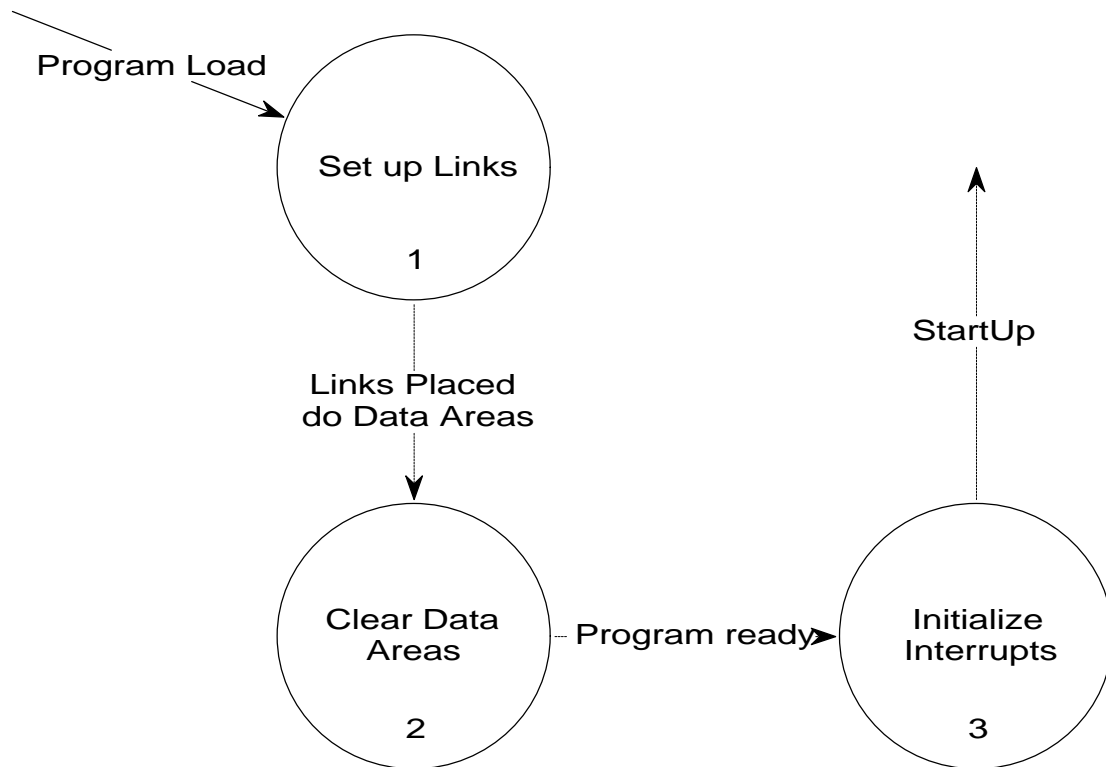 Program Load
Set up Links
1
Links Placed
do Data Areas
Clear Data
Areas
2
Program ready
Initialize
Interrupts
3
StartUp